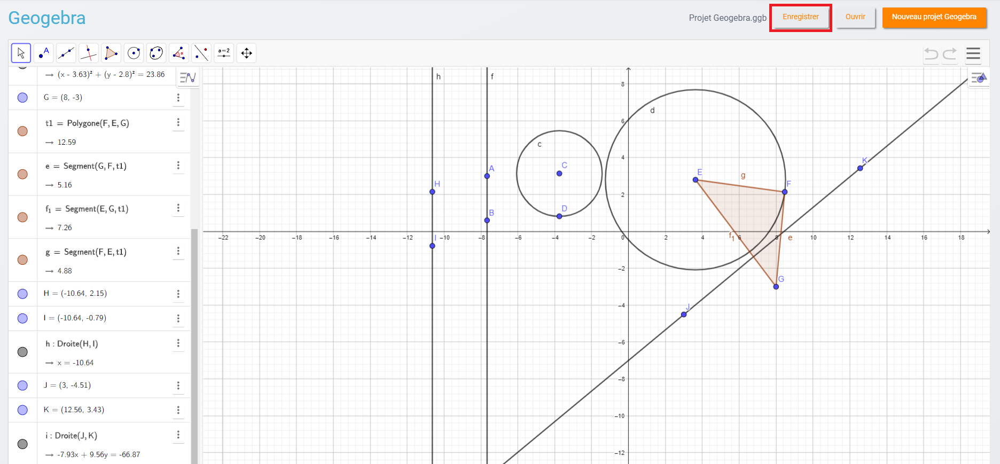 Geogebra
Projet Geogebra.ggb
Enregistrer
Ouvrir
Nouveau projet Geogebra
A
α
a=2
→ (x - 3.63)² + (y - 2.8)² = 23.86
G = (8, -3)
t1 = Polygone(F, E, G)
→ 12.59
e = Segment(G, F, t1)
→ 5.16
f₁ = Segment(E, G, t1)
→ 7.26
g = Segment(F, E, t1)
→ 4.88
H = (-10.64, 2.15)
I = (-10.64, -0.79)
h : Droite(H, I)
→ x = -10.64
J = (3, -4.51)
K = (12.56, 3.43)
i : Droite(J, K)
→ -7.93x + 9.56y = -66.87
h
f
8
d
6
c
4
K
C
A
E
g
H
F
2
D
B
f₁
e
I
-22
-20
-18
-16
-14
-12
-10
-8
-6
-4
-2
0
2
4
6
8
10
12
14
16
18
-2
G
J
-4
-6
-8
-10
-12